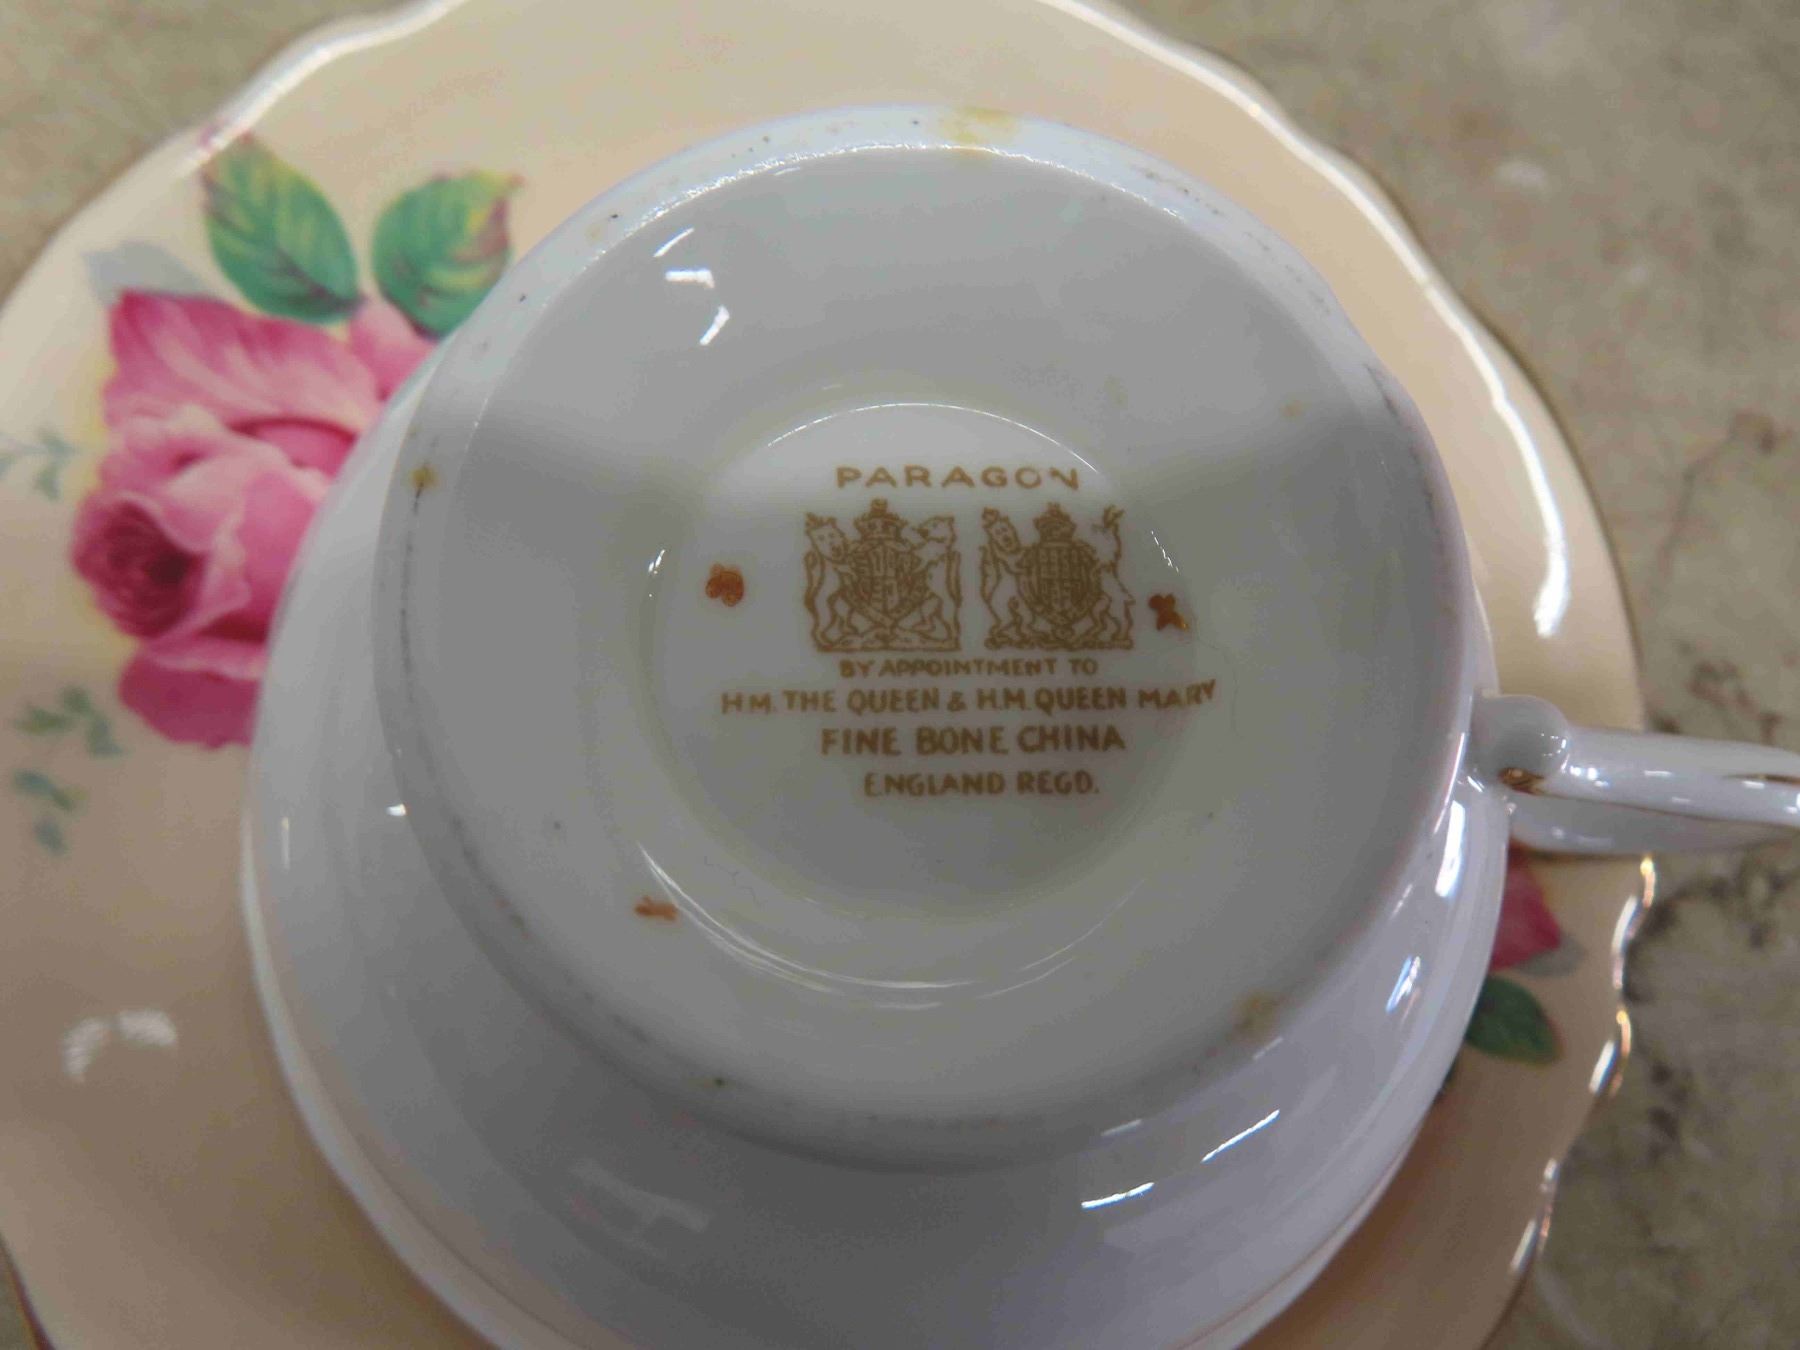 PARAGON
BY APPOINTMENT TO
H.M. THE QUEEN & H.M. QUEEN MARY
FINE BONE CHINA
ENGLAND REGD.